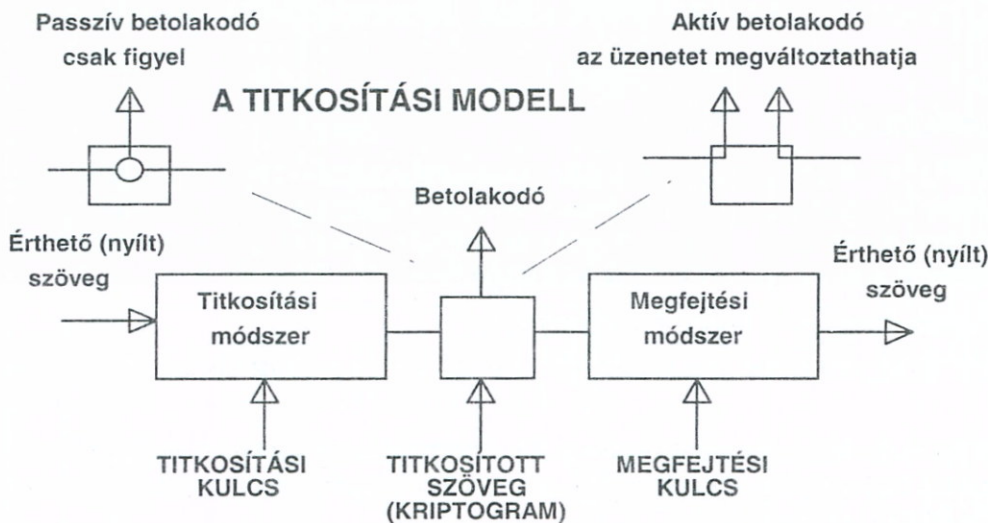 Passzív betolakodó
csak figyel
Aktív betolakodó
az üzenetet megváltoztathatja
A TITKOSÍTÁSI MODELL
Betolakodó
Érthető (nyílt)
szöveg
Titkosítási
módszer
Megfejtési
módszer
Érthető (nyílt)
szöveg
TITKOSÍTÁSI
KULCS
TITKOSÍTOTT
SZÖVEG
(KRIPTOGRAM)
MEGFEJTÉSI
KULCS